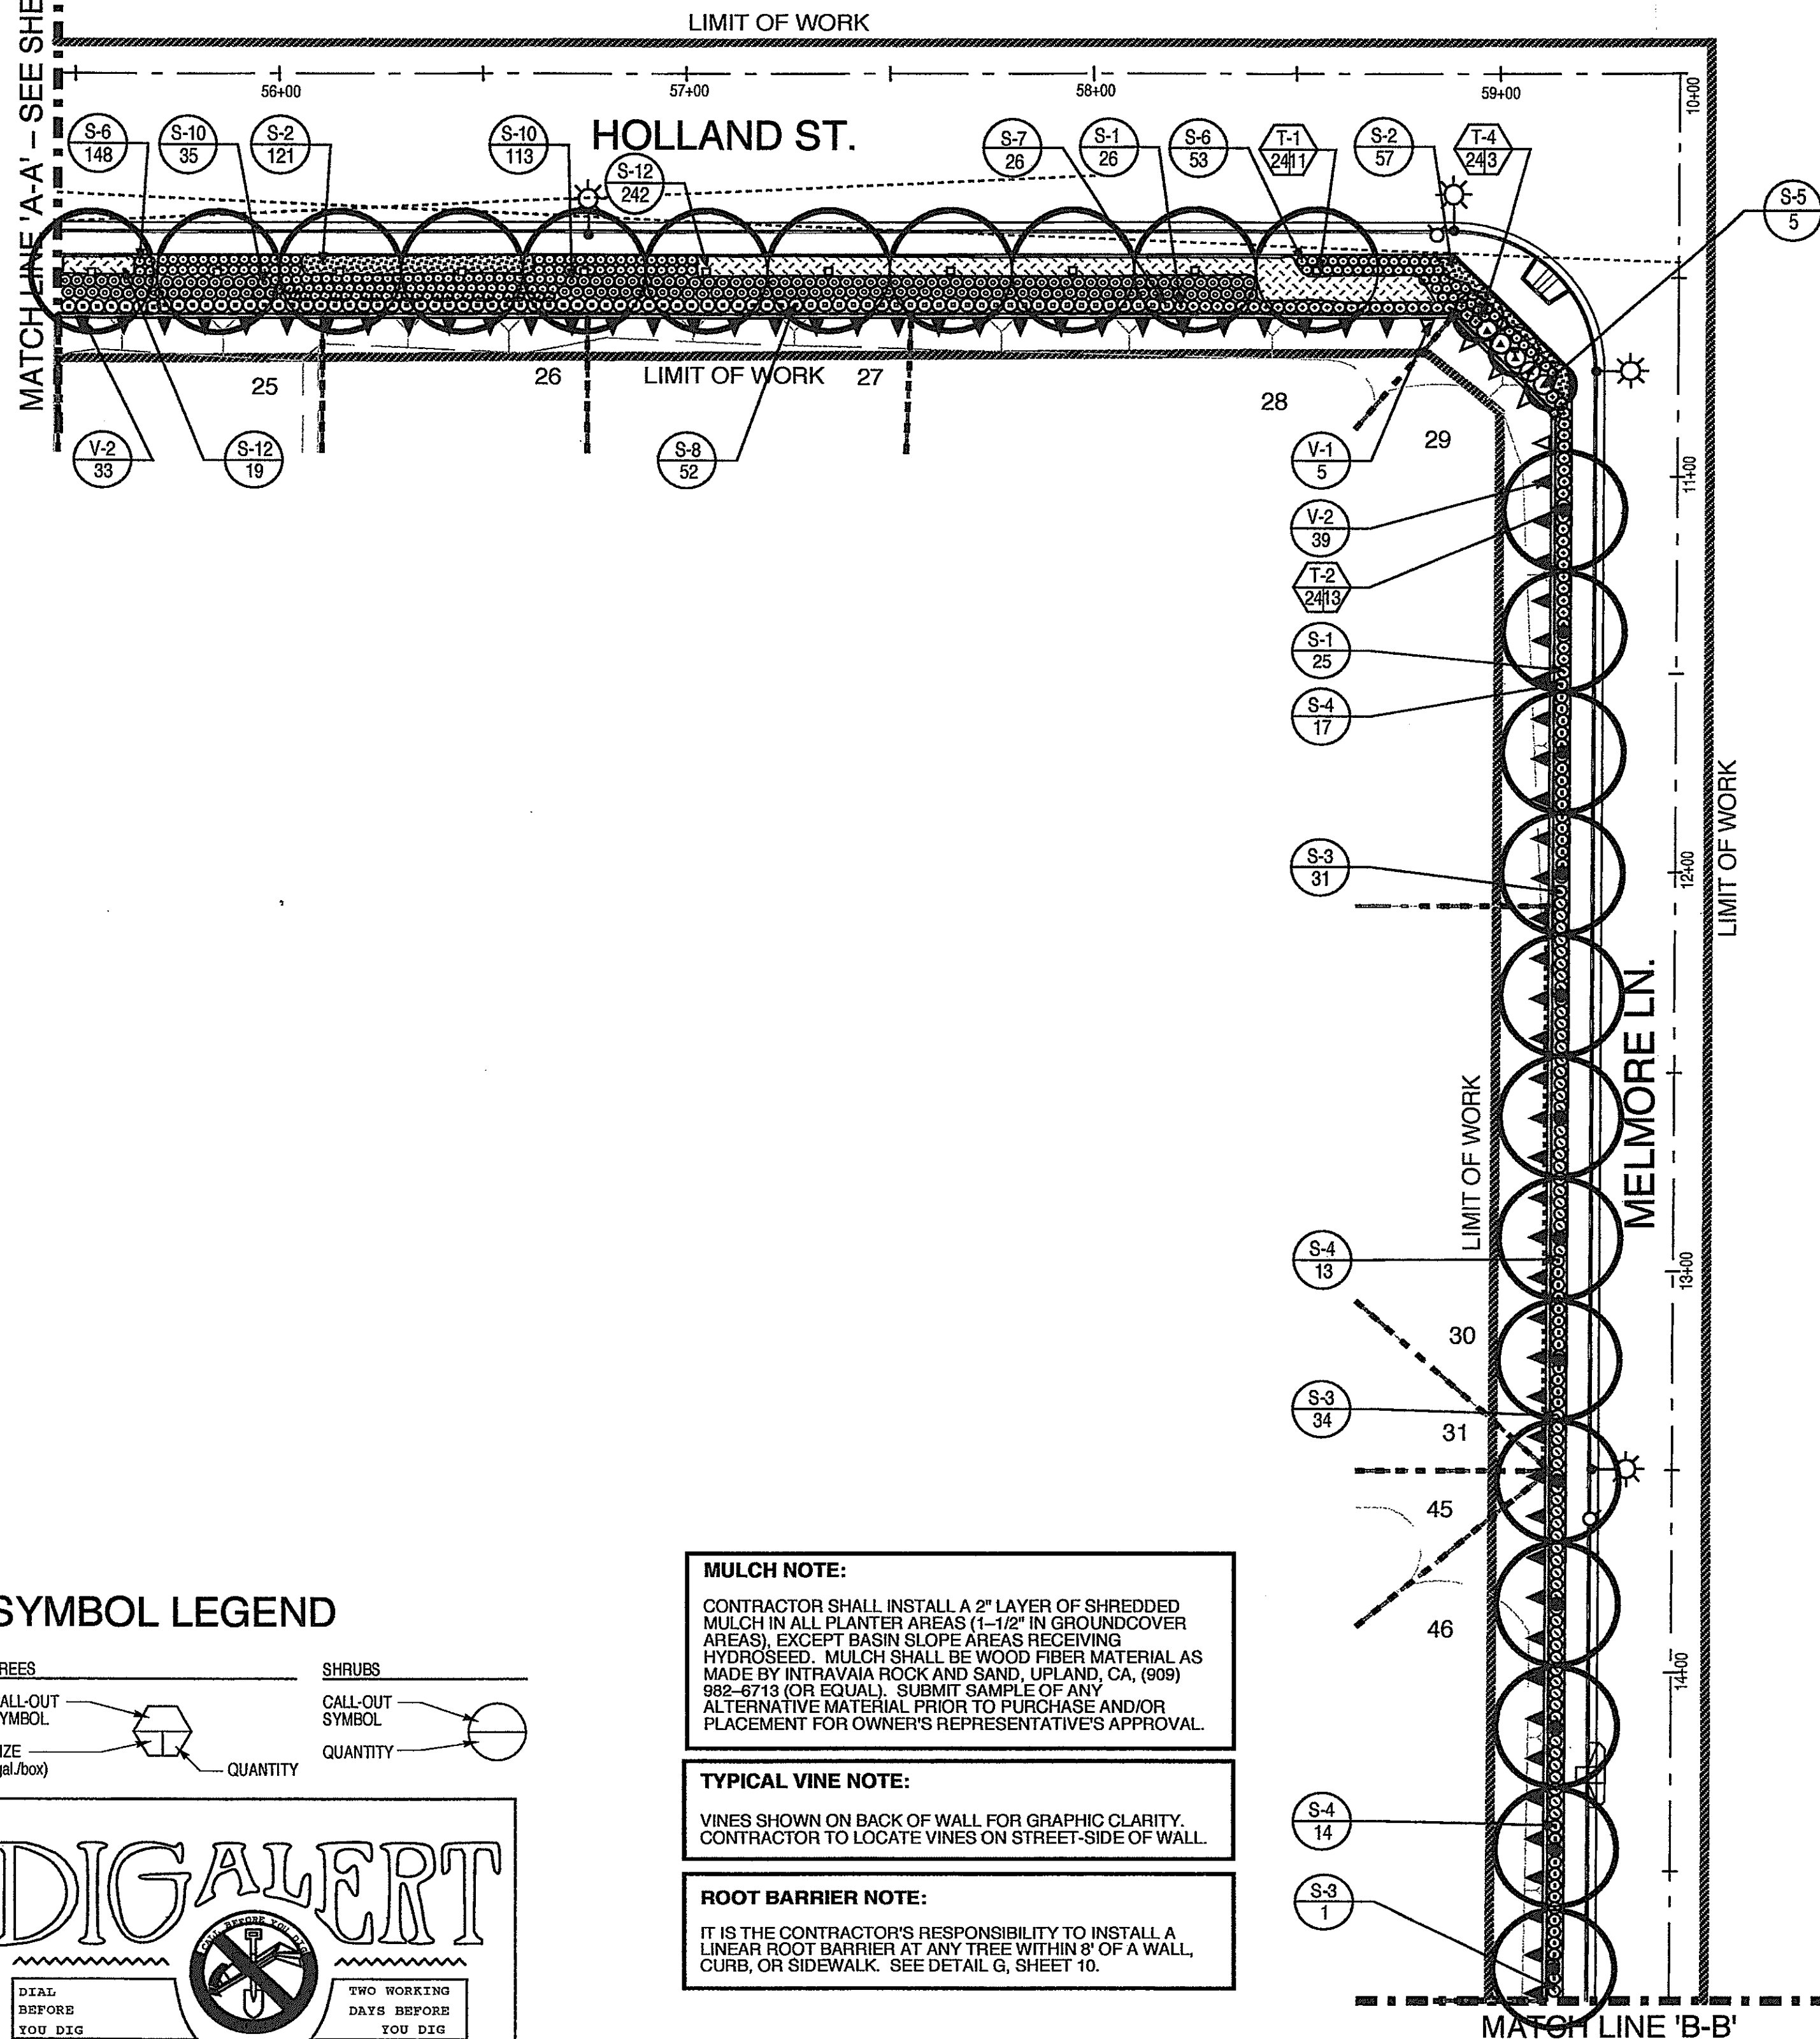 LIMIT OF WORK
MATCH LINE 'A-A' – SEE SHE
56+00
57+00
58+00
59+00
10+00
HOLLAND ST.
S-6
148
S-10
35
S-2
121
S-10
113
S-12
242
S-7
26
S-1
26
S-6
53
T-1
24 11
S-2
57
T-4
24 3
S-5
5
25
26
LIMIT OF WORK
27
28
29
V-2
33
S-12
19
S-8
52
V-1
5
11+00
V-2
39
T-2
24 13
S-1
25
S-4
17
S-3
31
12+00
LIMIT OF WORK
MELMORE LN.
LIMIT OF WORK
S-4
13
13+00
30
S-3
34
31
45
46
14+00
S-4
14
S-3
1
MATCH LINE 'B-B'
SYMBOL LEGEND
REES
SHRUBS
ALL-OUT
YMBOL
IZE
gal./box)
QUANTITY
CALL-OUT
SYMBOL
QUANTITY
DIGALERT
CALL BEFORE YOU DIG
DIAL
BEFORE
YOU DIG
TWO WORKING
DAYS BEFORE
YOU DIG
MULCH NOTE:
CONTRACTOR SHALL INSTALL A 2" LAYER OF SHREDDED
MULCH IN ALL PLANTER AREAS (1–1/2" IN GROUNDCOVER
AREAS), EXCEPT BASIN SLOPE AREAS RECEIVING
HYDROSEED. MULCH SHALL BE WOOD FIBER MATERIAL AS
MADE BY INTRAVAIA ROCK AND SAND, UPLAND, CA, (909)
982–6713 (OR EQUAL). SUBMIT SAMPLE OF ANY
ALTERNATIVE MATERIAL PRIOR TO PURCHASE AND/OR
PLACEMENT FOR OWNER'S REPRESENTATIVE'S APPROVAL.
TYPICAL VINE NOTE:
VINES SHOWN ON BACK OF WALL FOR GRAPHIC CLARITY.
CONTRACTOR TO LOCATE VINES ON STREET-SIDE OF WALL.
ROOT BARRIER NOTE:
IT IS THE CONTRACTOR'S RESPONSIBILITY TO INSTALL A
LINEAR ROOT BARRIER AT ANY TREE WITHIN 8' OF A WALL,
CURB, OR SIDEWALK. SEE DETAIL G, SHEET 10.